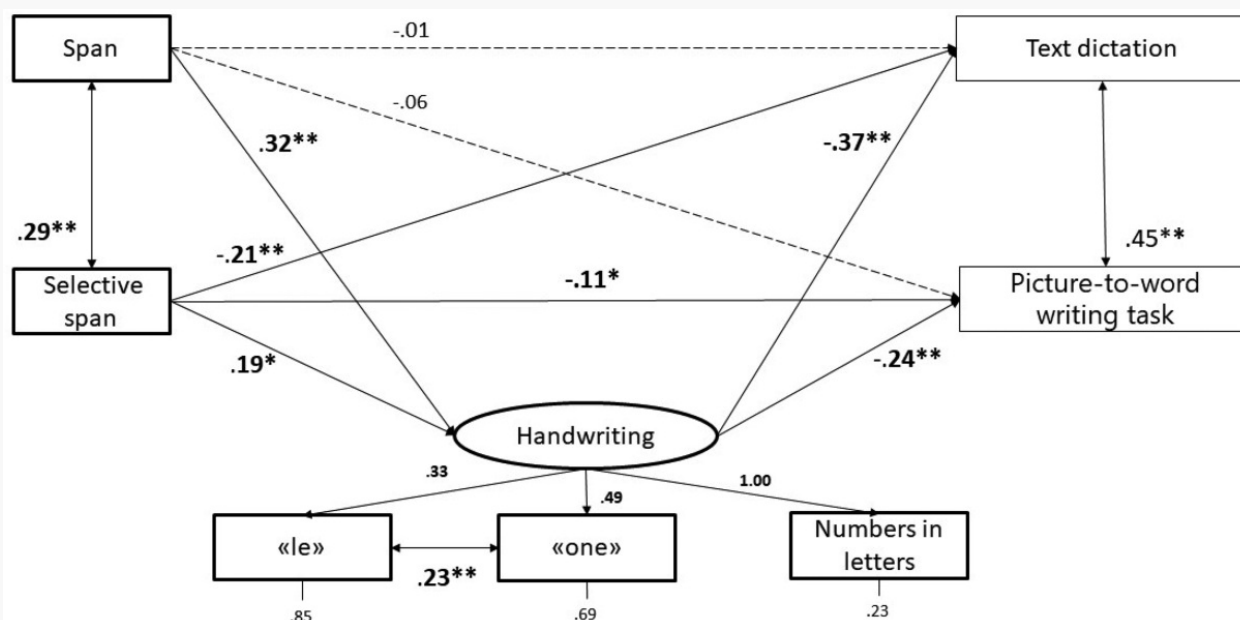 Span
-.01
Text dictation
-.06
.32**
-.37**
.29**
-.21**
.45**
Selective
span
-.11*
Picture-to-word
writing task
.19*
-.24**
Handwriting
.33
.49
1.00
«le»
.23**
«one»
Numbers in
letters
.85
.69
.23